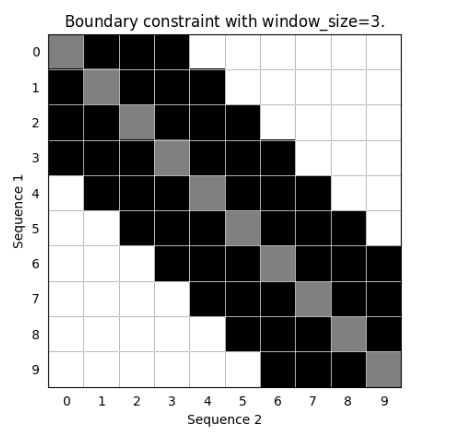 Boundary constraint with window_size=3.
0
1
2
3
4
5
6
7
8
9
Sequence 1
0 1 2 3 4 5 6 7 8 9
Sequence 2